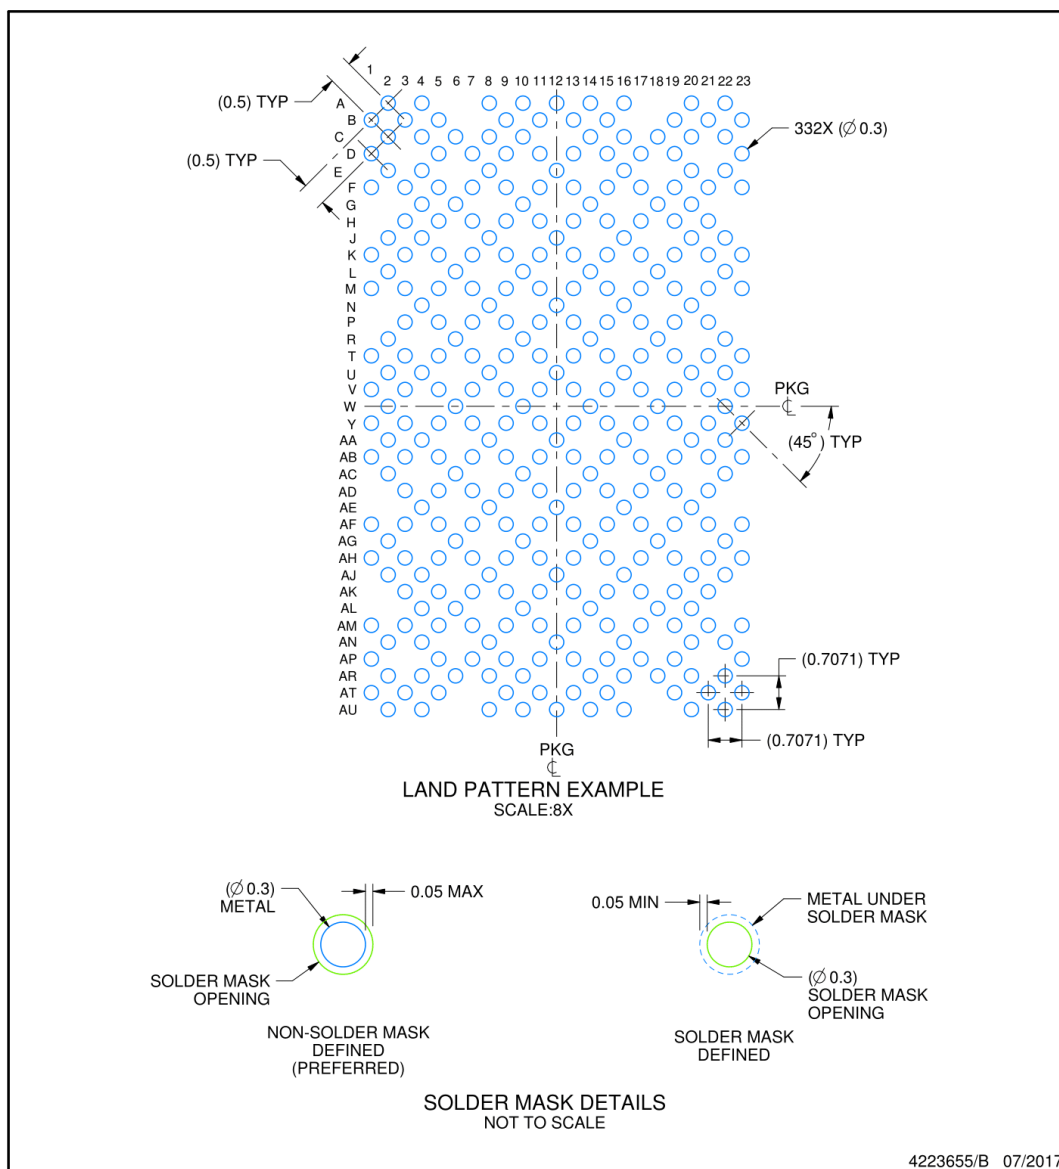 1
2 3 4 5 6 7 8 9 10 11 12 13 14 15 16 17 18 19 20 21 22 23
(0.5) TYP
A
B
332X (Ø 0.3)
C
(0.5) TYP
D
E
F
G
H
J
K
L
M
N
P
R
T
U
V
PKG
W
℄
Y
(45°) TYP
AA
AB
AC
AD
AE
AF
AG
AH
AJ
AK
AL
AM
AN
AP
(0.7071) TYP
AR
AT
AU
(0.7071) TYP
PKG
℄
LAND PATTERN EXAMPLE
SCALE:8X
(Ø 0.3)
METAL
0.05 MAX
SOLDER MASK
OPENING
NON-SOLDER MASK
DEFINED
(PREFERRED)
0.05 MIN
METAL UNDER
SOLDER MASK
(Ø 0.3)
SOLDER MASK
OPENING
SOLDER MASK
DEFINED
SOLDER MASK DETAILS
NOT TO SCALE
4223655/B 07/2017